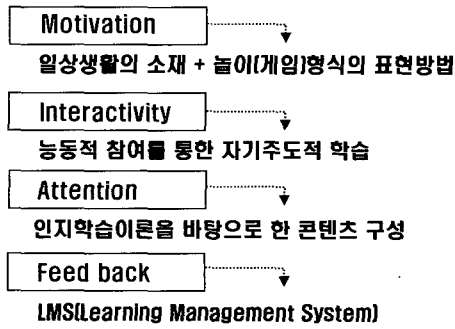 Motivation
일상생활의 소재 + 놀이(게임)형식의 표현방법
Interactivity
능동적 참여를 통한 자기주도적 학습
Attention
인지학습이론을 바탕으로 한 콘텐츠 구성
Feed back
LMS(Learning Management System)